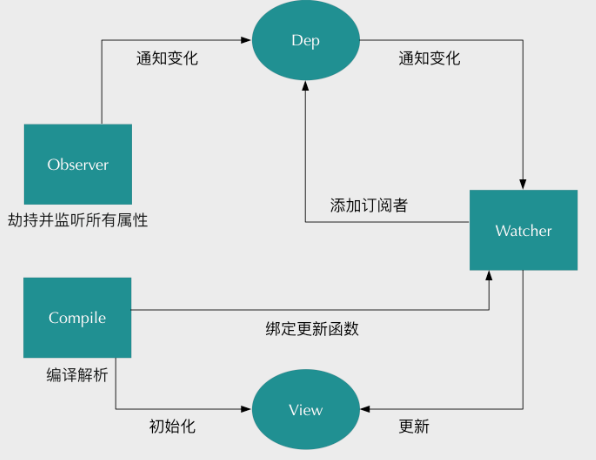 Dep
通知变化
通知变化
Observer
劫持并监听所有属性
添加订阅者
Watcher
Compile
绑定更新函数
编译解析
View
初始化
更新